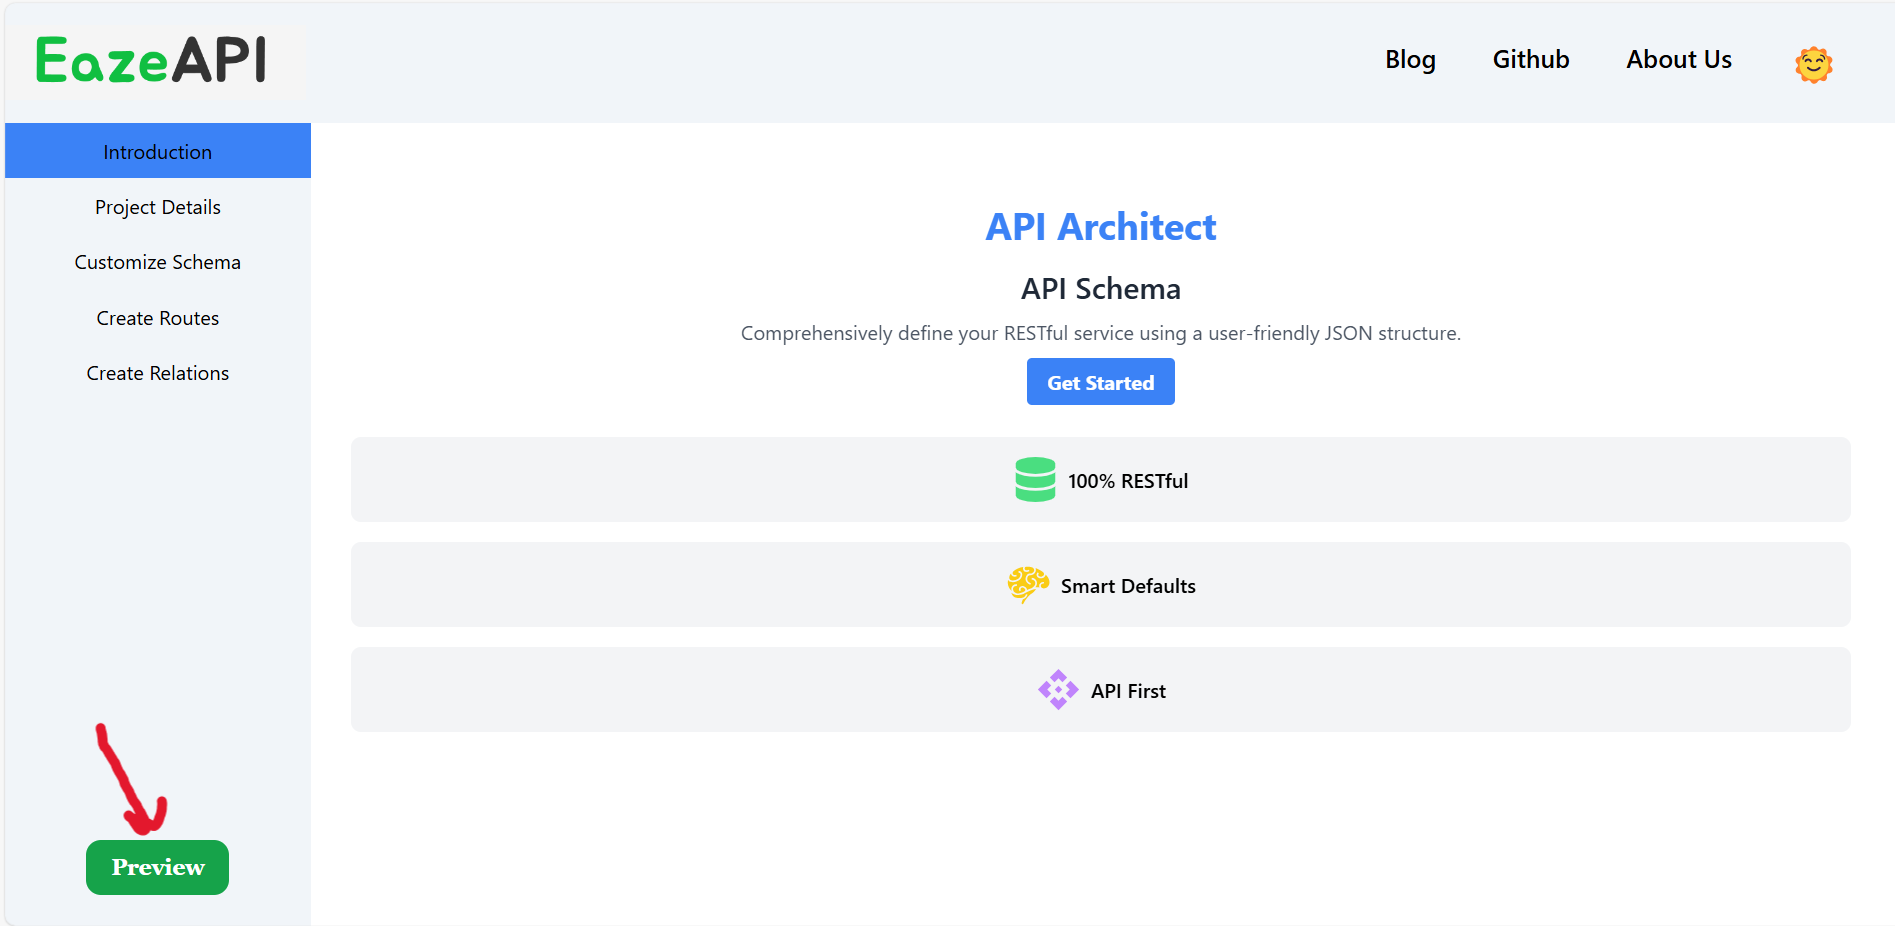 EazeAPI
Blog
Github
About Us
Introduction
Project Details
Customize Schema
Create Routes
Create Relations
Preview
API Architect
API Schema
Comprehensively define your RESTful service using a user-friendly JSON structure.
Get Started
100% RESTful
Smart Defaults
API First